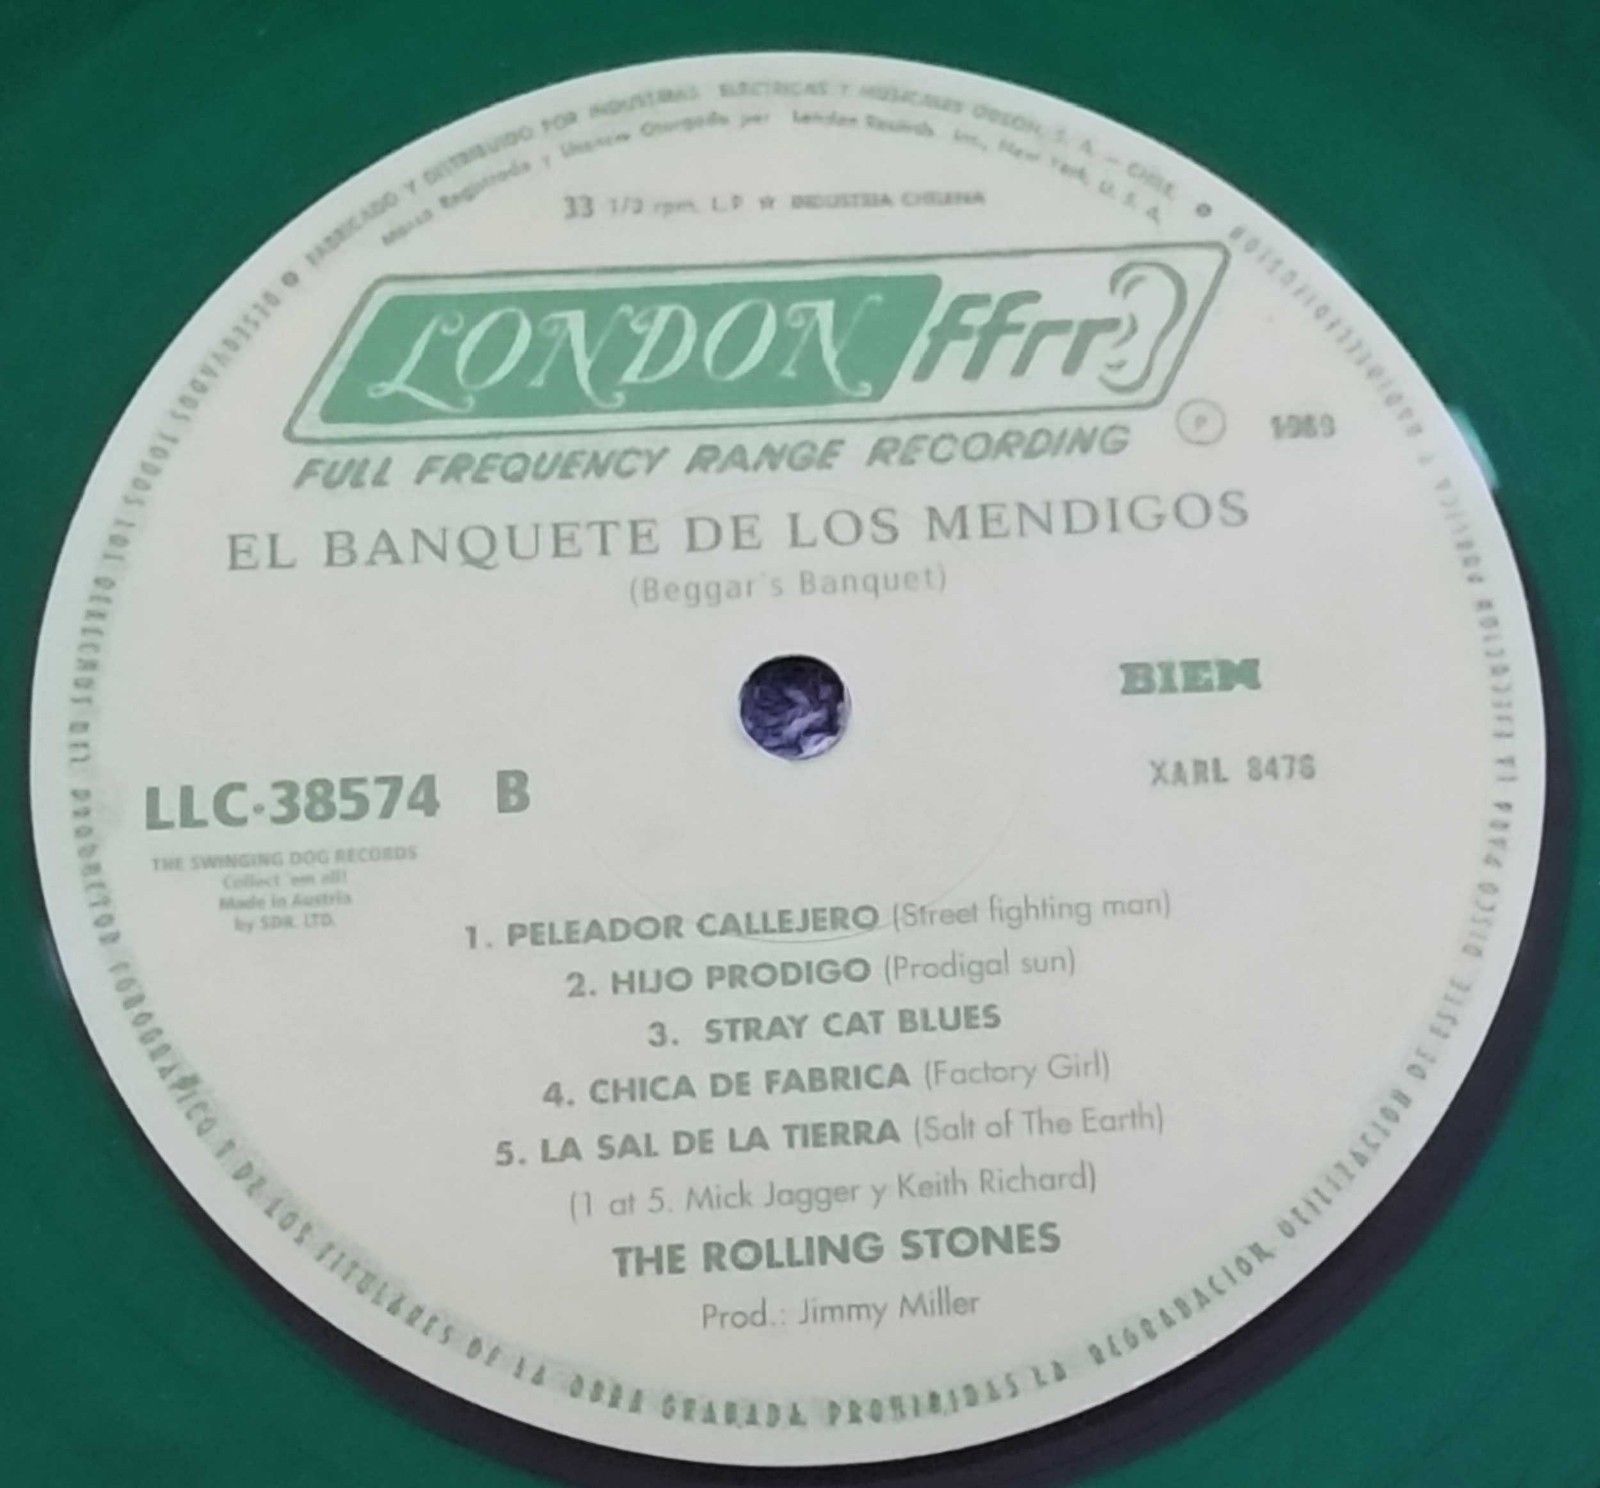 FABRICADO Y DISTRIBUIDO POR INDUSTRIAS ELECTRICAS Y MUSICALES ODEON, S. A. — CHILE
Marca Registrada y Licencia Otorgada por London Records Inc., New York, U. S. A.
33 1/3 rpm. L.P ☆ INDUSTRIA CHILENA
LONDON ffrr
FULL FREQUENCY RANGE RECORDING
Ⓟ 1969
EL BANQUETE DE LOS MENDIGOS
(Beggar's Banquet)
BIEM
LLC-38574 B
XARL 8476
THE SWINGING DOG RECORDS
Collect 'em all!
Made in Austria
by SDR. LTD.
1. PELEADOR CALLEJERO (Street fighting man)
2. HIJO PRODIGO (Prodigal sun)
3. STRAY CAT BLUES
4. CHICA DE FABRICA (Factory Girl)
5. LA SAL DE LA TIERRA (Salt of The Earth)
(1 at 5. Mick Jagger y Keith Richard)
THE ROLLING STONES
Prod.: Jimmy Miller
RESERVADOS TODOS LOS DERECHOS DEL PRODUCTOR FONOGRAFICO Y DE LOS TITULARES DE LA OBRA GRABADA. PROHIBIDAS LA REGRABACION, UTILIZACION DE ESTE DISCO PARA LA EJECUCION PUBLICA Y RADIOTELEDIFUSION